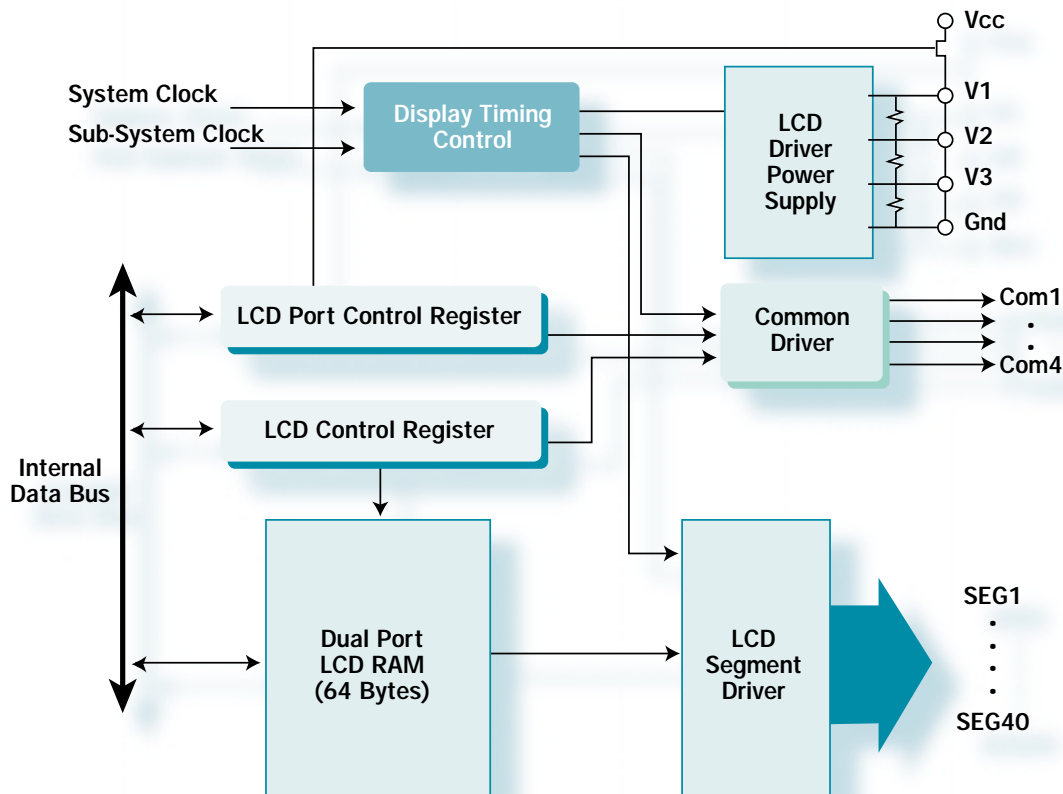 Vcc
System Clock
Sub-System Clock
Display Timing
Control
LCD
Driver
Power
Supply
V1
V2
V3
Gnd
LCD Port Control Register
Common
Driver
Com1
Com4
LCD Control Register
Internal
Data Bus
Dual Port
LCD RAM
(64 Bytes)
LCD
Segment
Driver
SEG1
SEG40